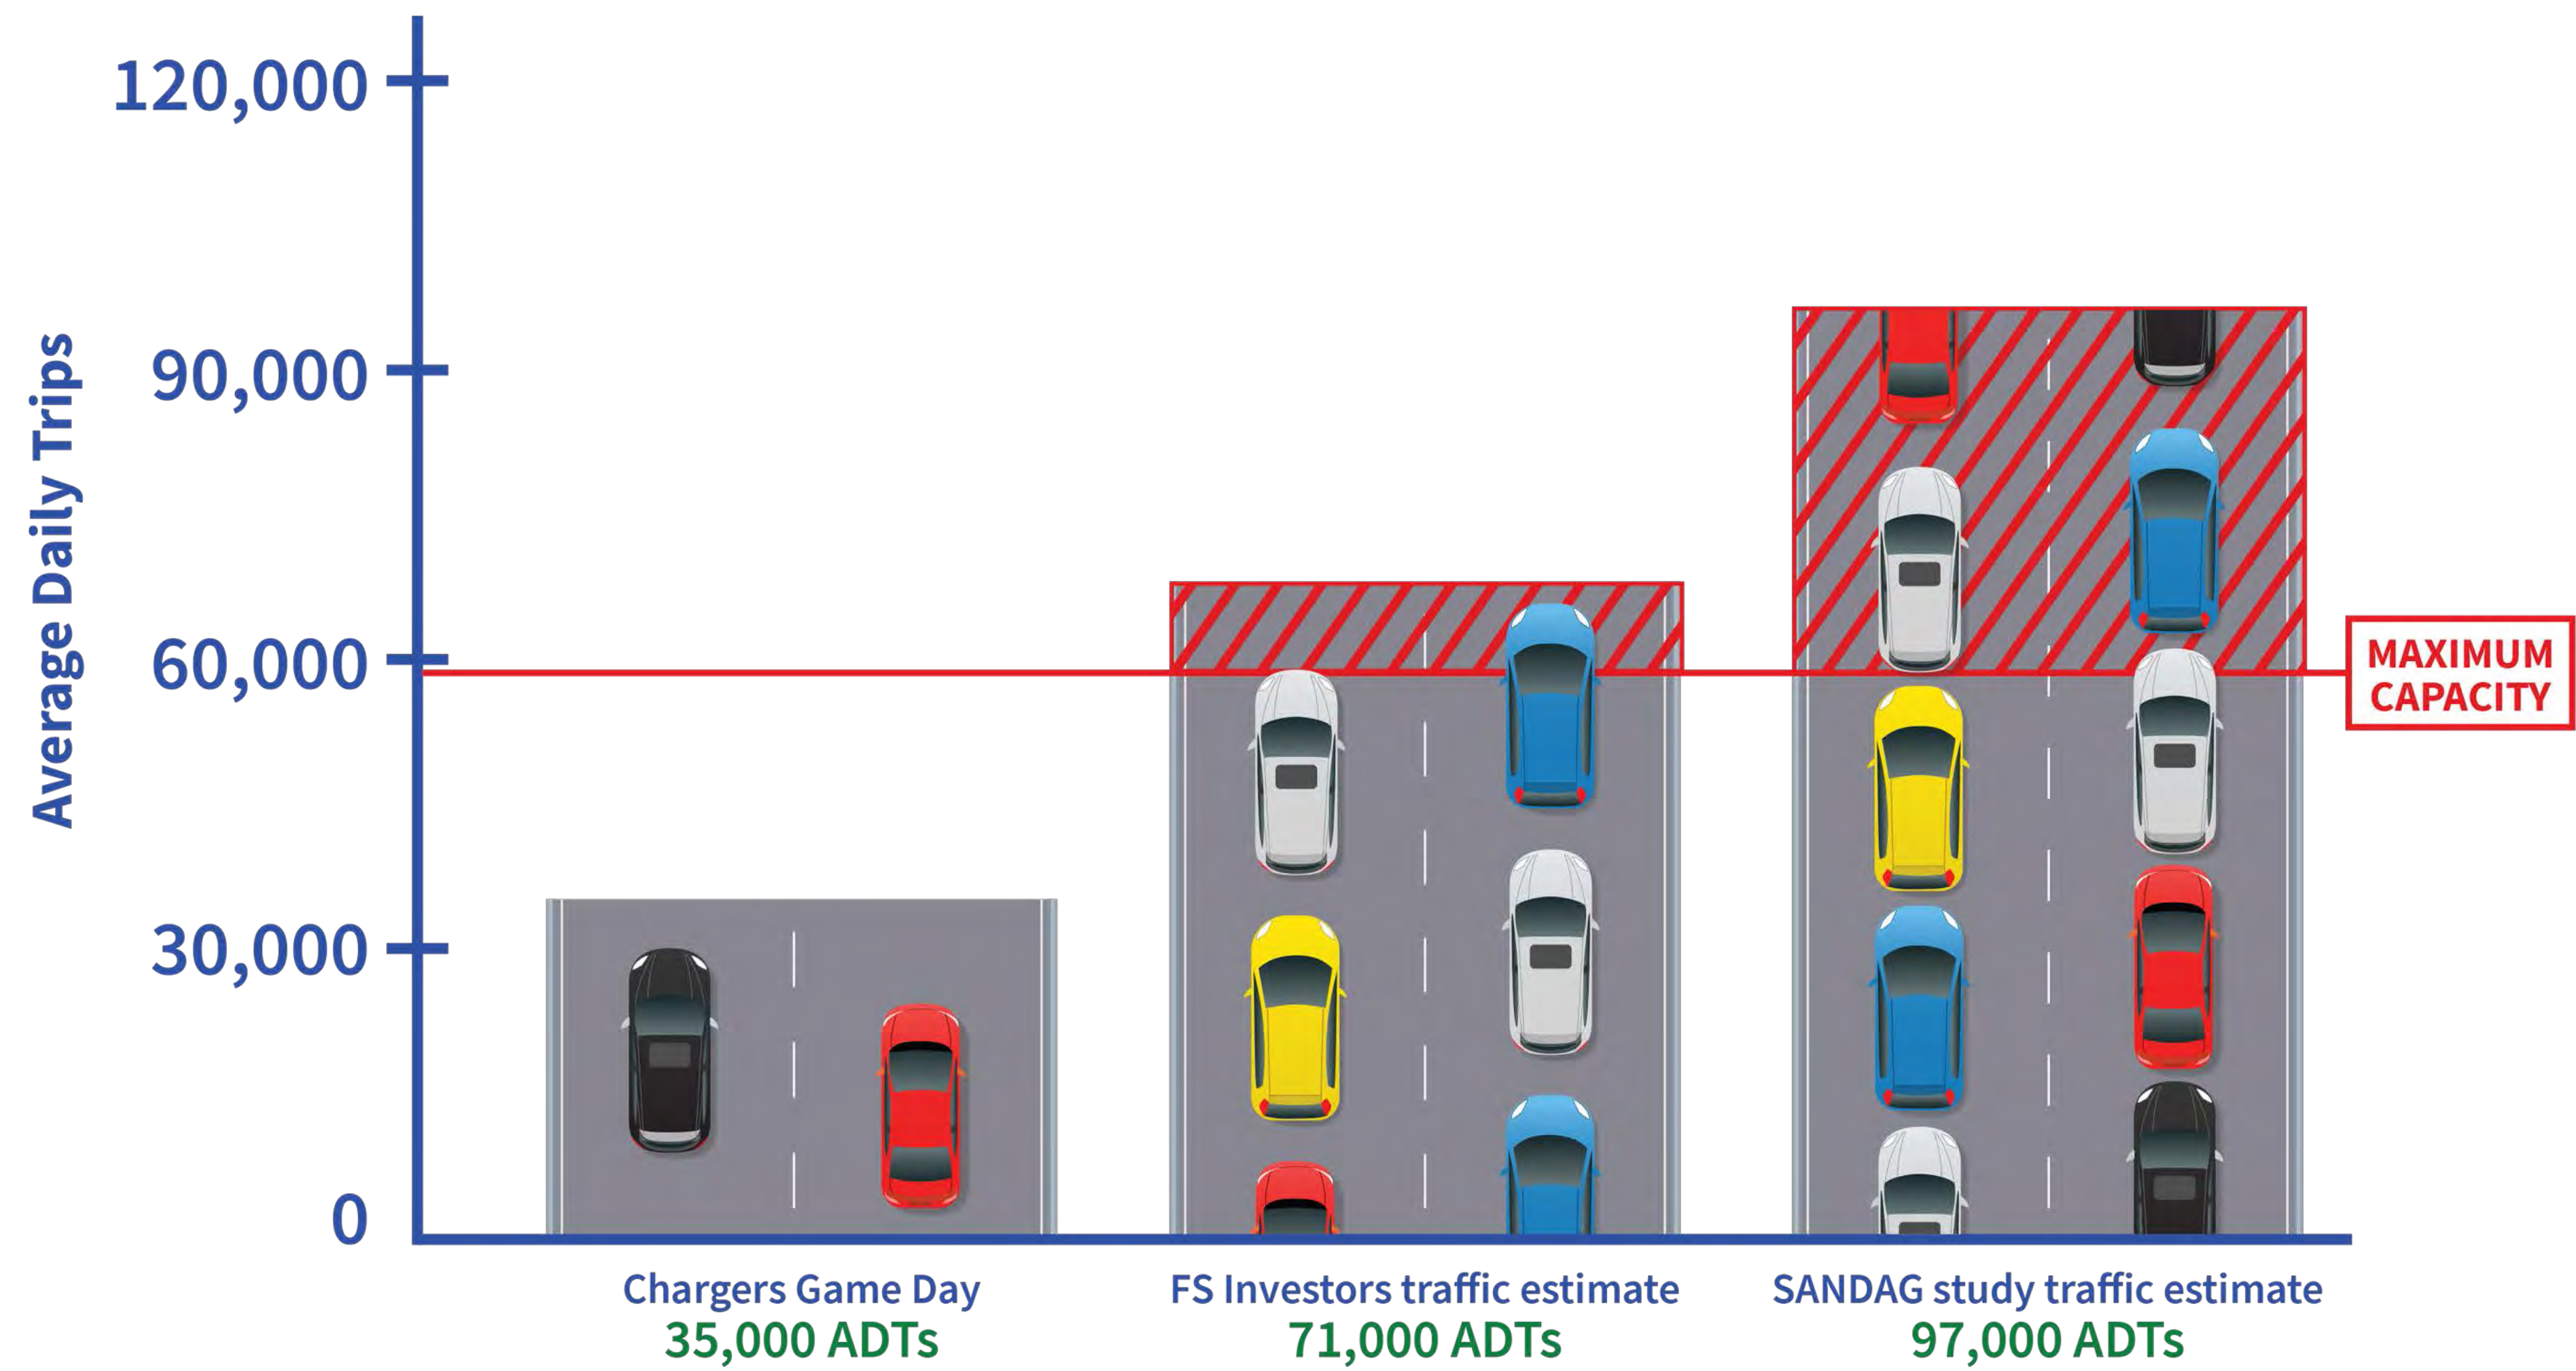 Average Daily Trips
120,000
90,000
60,000
30,000
0
MAXIMUM
CAPACITY
Chargers Game Day
35,000 ADTs
FS Investors traffic estimate
71,000 ADTs
SANDAG study traffic estimate
97,000 ADTs